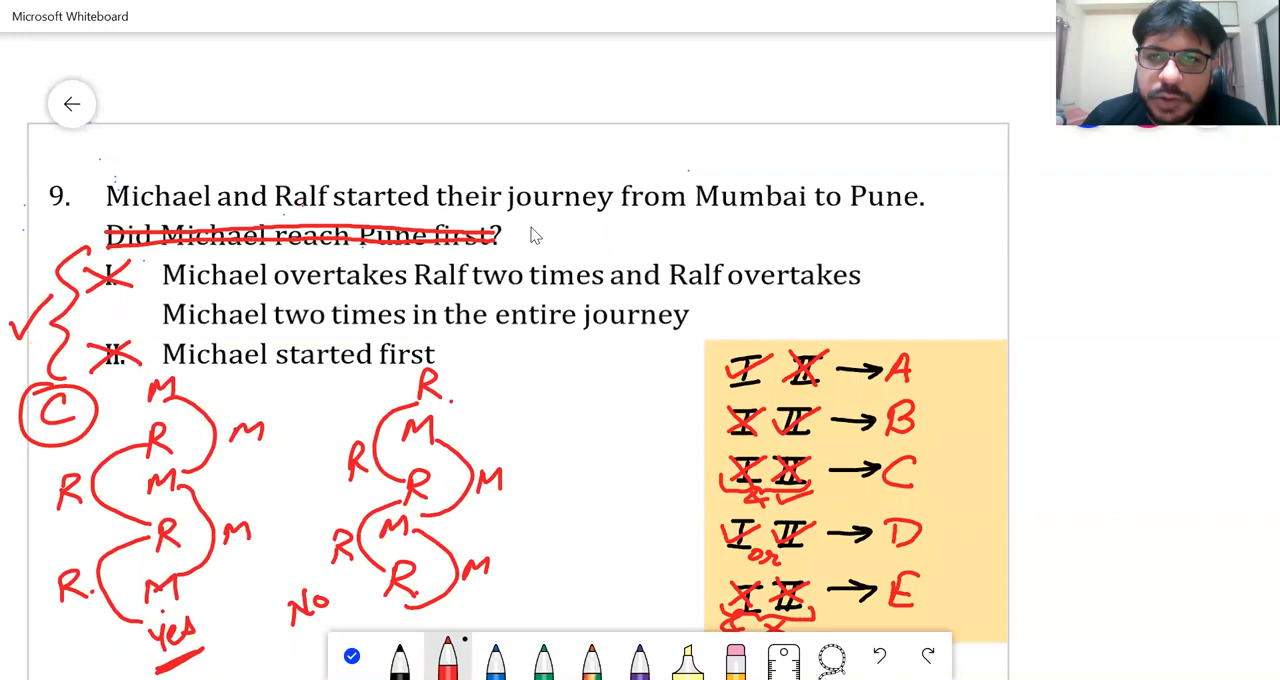 Microsoft Whiteboard
9. Michael and Ralf started their journey from Mumbai to Pune.
Did Michael reach Pune first?
I. Michael overtakes Ralf two times and Ralf overtakes
Michael two times in the entire journey
II. Michael started first
C
M
R M
R M
R M
R. M
Yes
R.
M
R R M
R M
R M
No
I II → A
I II → B
I II → C
&
I II → D
or
I II → E
&